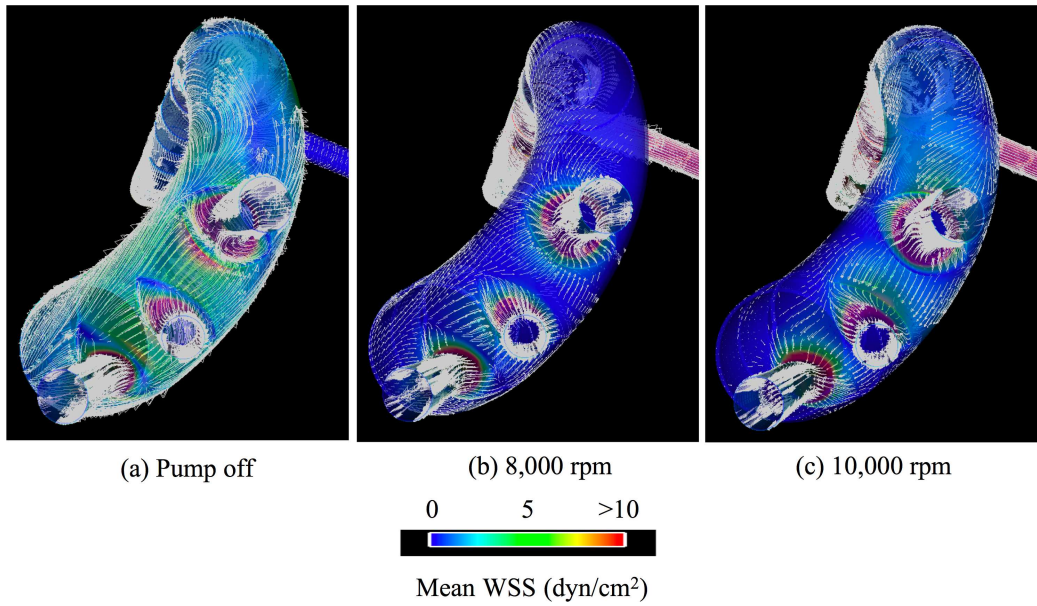 (a) Pump off
(b) 8,000 rpm
(c) 10,000 rpm
0 5 >10
Mean WSS (dyn/cm²)